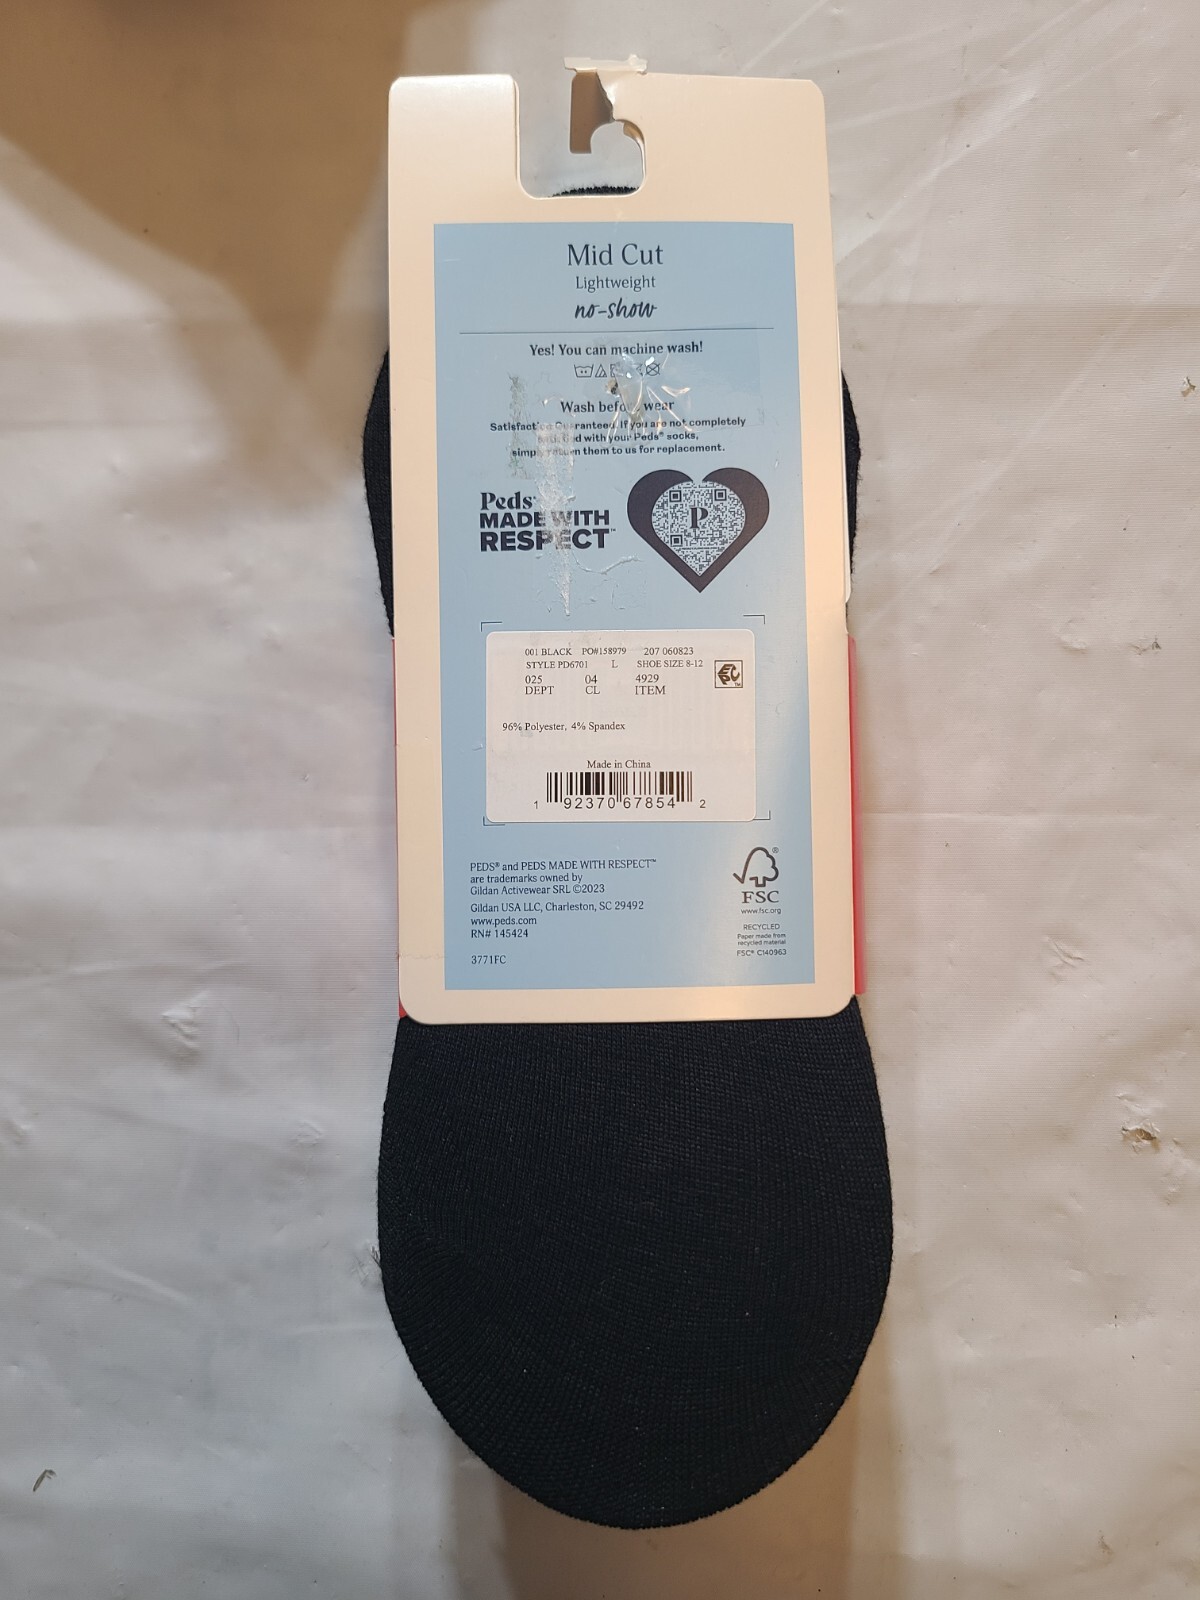 Mid Cut
Lightweight
no-show
Yes! You can machine wash!
Wash before wear
Satisfaction Guaranteed. If you are not completely
satisfied with your Peds® socks,
simply return them to us for replacement.
Peds™
MADE WITH
RESPECT™
P
001 BLACK PO#158979 207 060823
STYLE PD6701 L SHOE SIZE 8-12
025 04 4929
DEPT CL ITEM
96% Polyester, 4% Spandex
Made in China
1 92370 67854 2
PEDS® and PEDS MADE WITH RESPECT™
are trademarks owned by
Gildan Activewear SRL ©2023
Gildan USA LLC, Charleston, SC 29492
www.peds.com
RN# 145424
3771FC
FSC
www.fsc.org
RECYCLED
Paper made from
recycled material
FSC® C140963